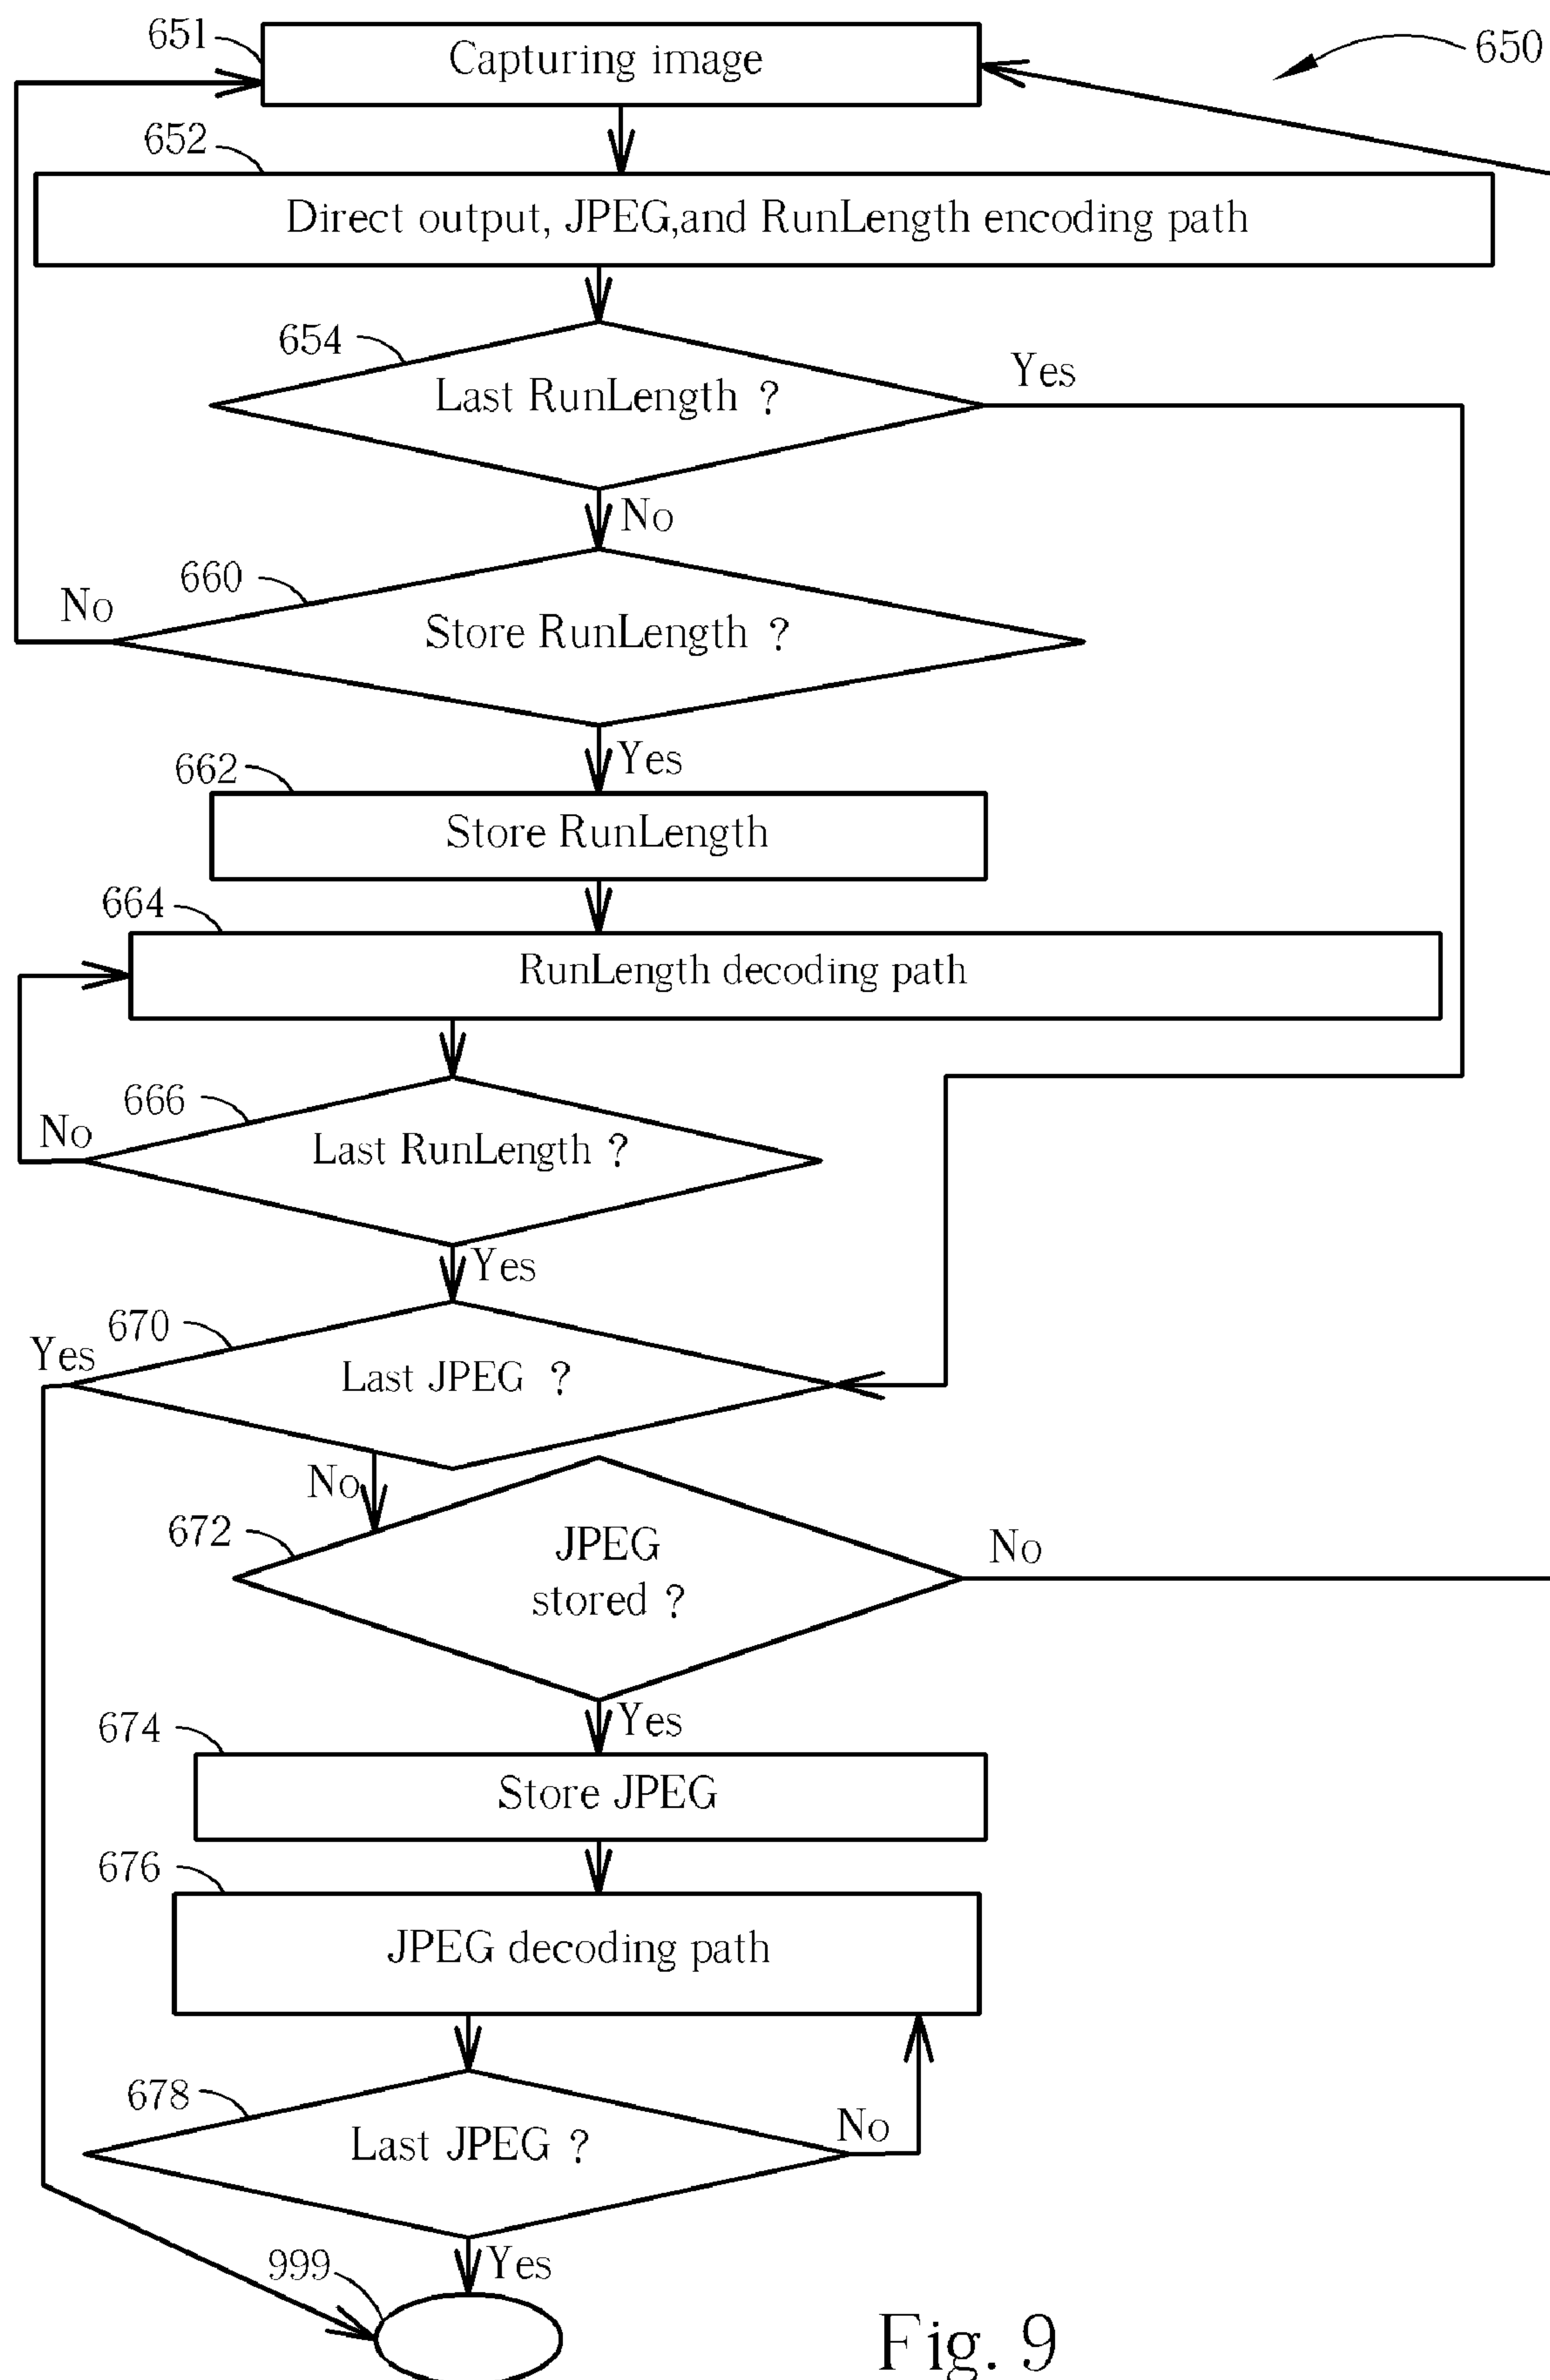 651
Capturing image
650
652
Direct output, JPEG,and RunLength encoding path
654
Last RunLength ?
Yes
No
660
No
Store RunLength ?
Yes
662
Store RunLength
664
RunLength decoding path
666
No
Last RunLength ?
Yes
670
Yes
Last JPEG ?
No
672
JPEG
stored ?
No
Yes
674
Store JPEG
676
JPEG decoding path
678
Last JPEG ?
No
Yes
999
Fig. 9